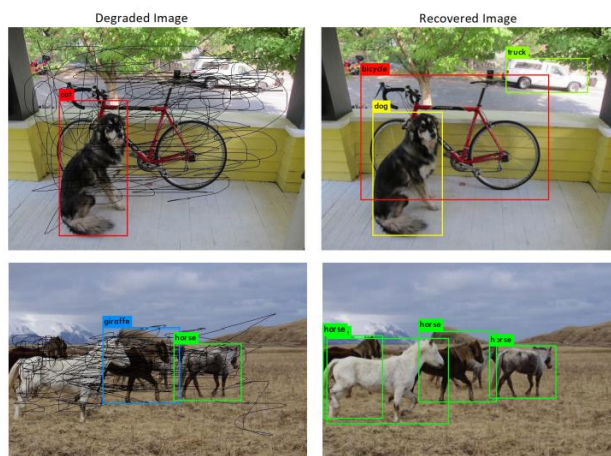 Degraded Image
Recovered Image
cat
truck
bicycle
dog
giraffe
horse
horse
horse
horse